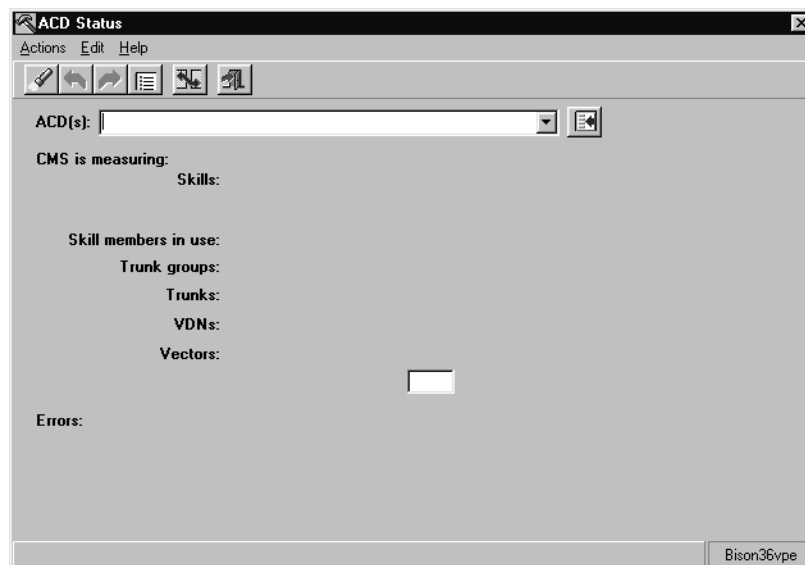 ACD Status
Actions Edit Help
ACD(s):
CMS is measuring:
Skills:
Skill members in use:
Trunk groups:
Trunks:
VDNs:
Vectors:
Errors:
Bison36vpe